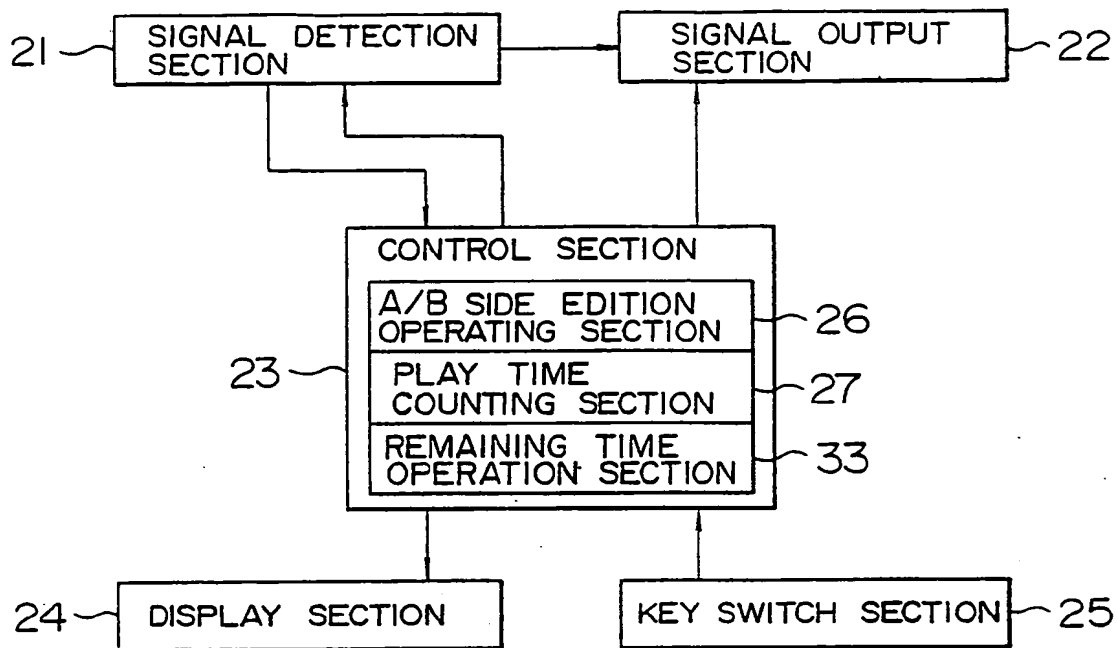 21
SIGNAL DETECTION
SECTION
SIGNAL OUTPUT
SECTION
22
CONTROL SECTION
A/B SIDE EDITION
OPERATING SECTION
26
23
PLAY TIME
COUNTING SECTION
27
REMAINING TIME
OPERATION SECTION
33
24
DISPLAY SECTION
KEY SWITCH SECTION
25